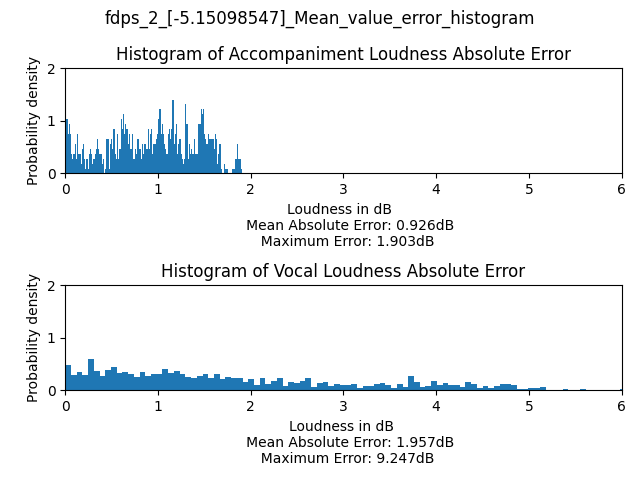 fdps_2_[-5.15098547]_Mean_value_error_histogram
Histogram of Accompaniment Loudness Absolute Error
Probability density
2
1
0
0 1 2 3 4 5 6
Loudness in dB
Mean Absolute Error: 0.926dB
Maximum Error: 1.903dB
Histogram of Vocal Loudness Absolute Error
Probability density
2
1
0
0 1 2 3 4 5 6
Loudness in dB
Mean Absolute Error: 1.957dB
Maximum Error: 9.247dB